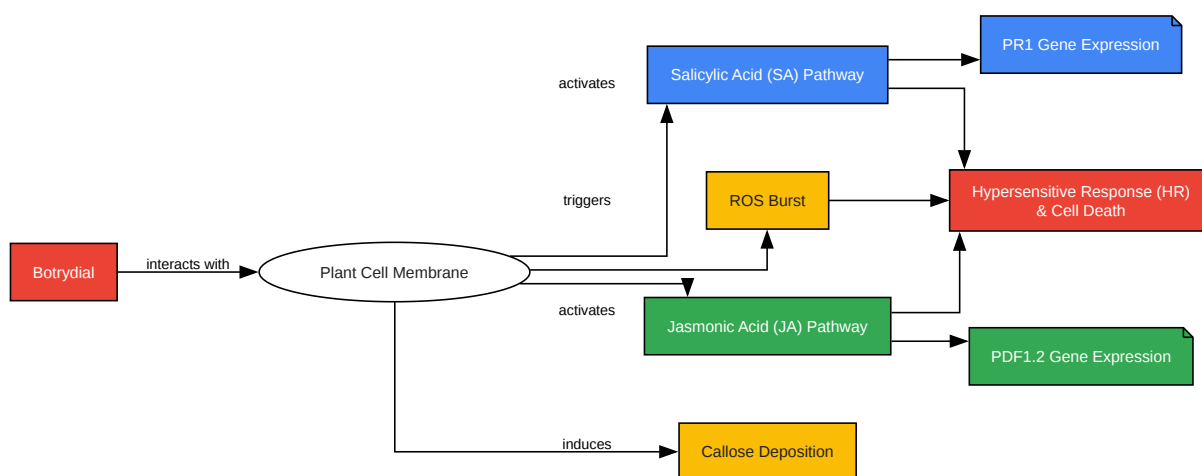 PR1 Gene Expression
Salicylic Acid (SA) Pathway
activates
Hypersensitive Response (HR)
& Cell Death
triggers
ROS Burst
Botrydial
interacts with
Plant Cell Membrane
activates
Jasmonic Acid (JA) Pathway
PDF1.2 Gene Expression
induces
Callose Deposition